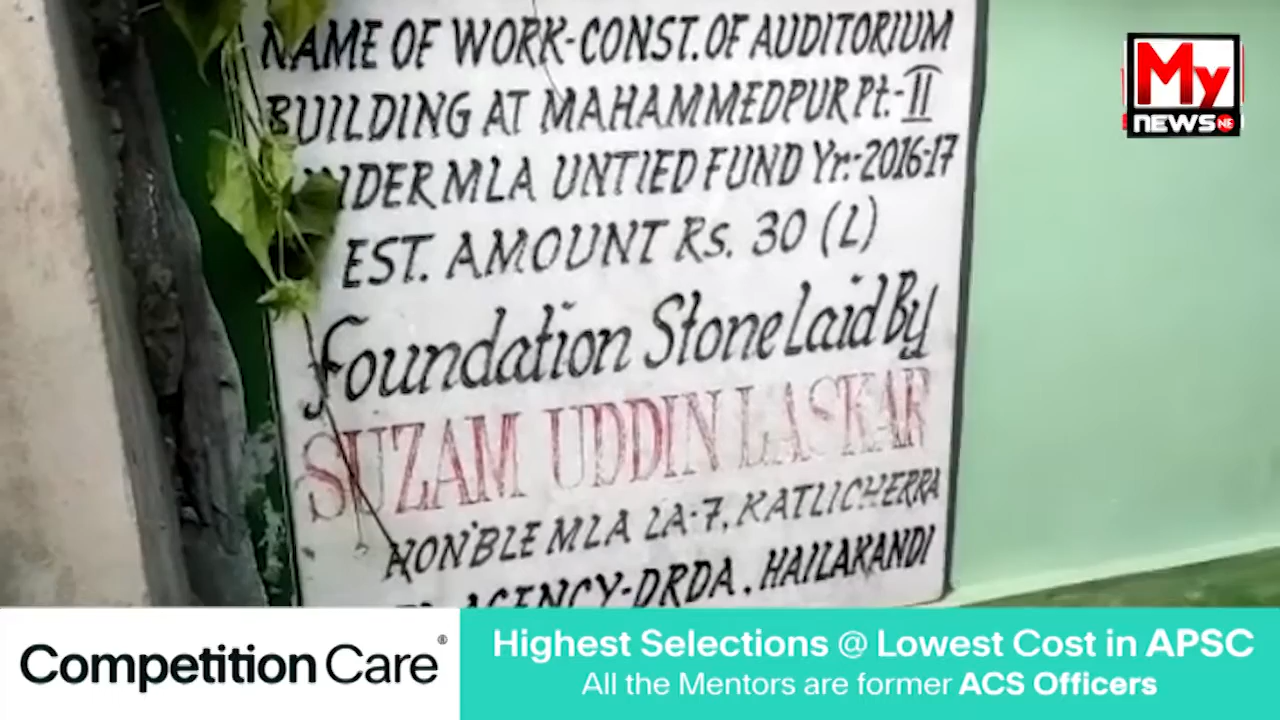 NAME OF WORK-CONST. OF AUDITORIUM
BUILDING AT MAHAMMEDPUR Pt.-II
UNDER MLA UNTIED FUND Yr:-2016-17
EST. AMOUNT Rs. 30 (L)
Foundation Stone Laid By
SUZAM UDDIN LASKAR
HON'BLE MLA LA-7, KATLICHERRA
AGENCY-DRDA. HAILAKANDI
My
NEWS NE
Competition Care®
Highest Selections @ Lowest Cost in APSC
All the Mentors are former ACS Officers